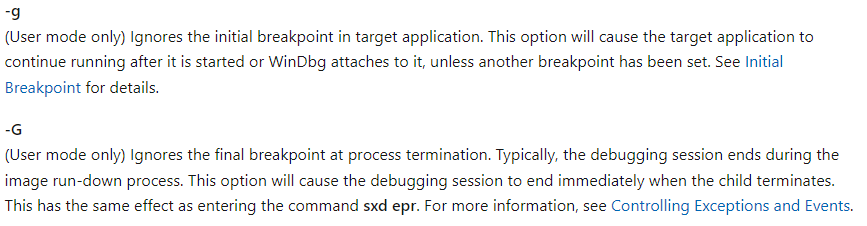 -g
(User mode only) Ignores the initial breakpoint in target application. This option will cause the target application to
continue running after it is started or WinDbg attaches to it, unless another breakpoint has been set. See Initial
Breakpoint for details.
-G
(User mode only) Ignores the final breakpoint at process termination. Typically, the debugging session ends during the
image run-down process. This option will cause the debugging session to end immediately when the child terminates.
This has the same effect as entering the command sxd epr. For more information, see Controlling Exceptions and Events.